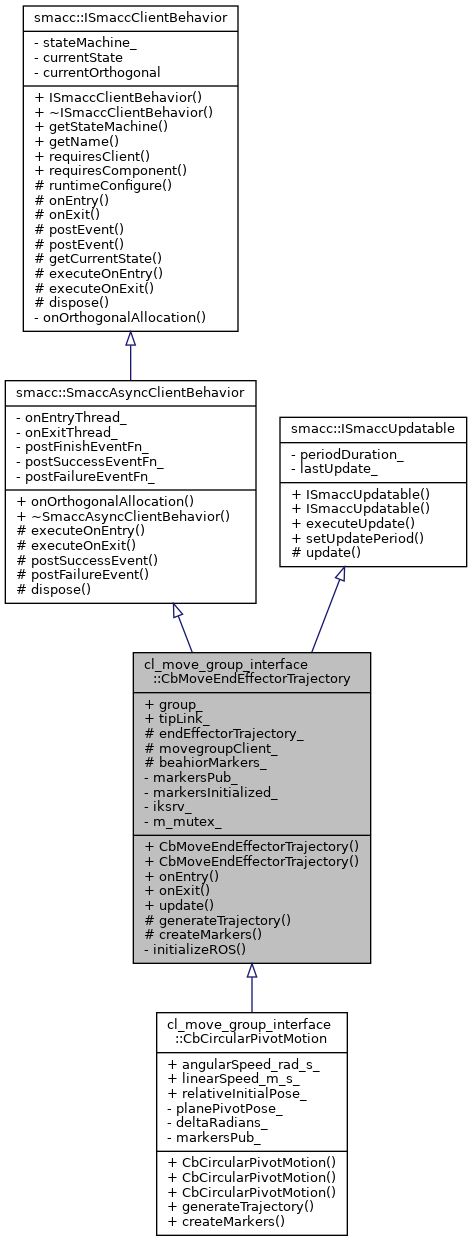 smacc::ISmaccClientBehavior
- stateMachine_
- currentState
- currentOrthogonal
+ ISmaccClientBehavior()
+ ~ISmaccClientBehavior()
+ getStateMachine()
+ getName()
+ requiresClient()
+ requiresComponent()
# runtimeConfigure()
# onEntry()
# onExit()
# postEvent()
# postEvent()
# getCurrentState()
# executeOnEntry()
# executeOnExit()
# dispose()
- onOrthogonalAllocation()
smacc::SmaccAsyncClientBehavior
- onEntryThread_
- onExitThread_
- postFinishEventFn_
- postSuccessEventFn_
- postFailureEventFn_
+ onOrthogonalAllocation()
+ ~SmaccAsyncClientBehavior()
# executeOnEntry()
# executeOnExit()
# postSuccessEvent()
# postFailureEvent()
# dispose()
smacc::ISmaccUpdatable
- periodDuration_
- lastUpdate_
+ ISmaccUpdatable()
+ ISmaccUpdatable()
+ executeUpdate()
+ setUpdatePeriod()
# update()
cl_move_group_interface
::CbMoveEndEffectorTrajectory
+ group_
+ tipLink_
# endEffectorTrajectory_
# movegroupClient_
# beahiorMarkers_
- markersPub_
- markersInitialized_
- iksrv_
- m_mutex_
+ CbMoveEndEffectorTrajectory()
+ CbMoveEndEffectorTrajectory()
+ onEntry()
+ onExit()
+ update()
# generateTrajectory()
# createMarkers()
- initializeROS()
cl_move_group_interface
::CbCircularPivotMotion
+ angularSpeed_rad_s_
+ linearSpeed_m_s_
+ relativeInitialPose_
- planePivotPose_
- deltaRadians_
- markersPub_
+ CbCircularPivotMotion()
+ CbCircularPivotMotion()
+ CbCircularPivotMotion()
+ generateTrajectory()
+ createMarkers()